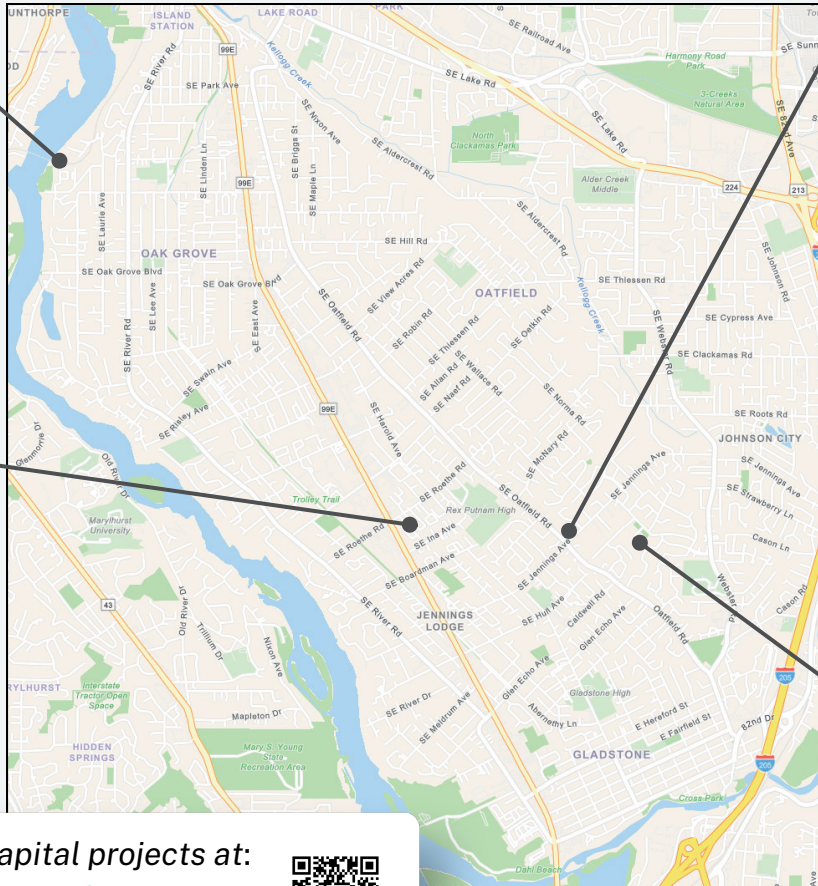 UNTHORPE
ISLAND
STATION
LAKE ROAD
PARK
SE Railroad Ave
SE Sunn
SE River Rd
99E
Kellogg Creek
SE Lake Rd
Harmony Road
Park
SE Park Ave
3-Creeks
Natural Area
SE 82nd Ave
SE Nixon Ave
SE Briggs St
SE Linden Ln
SE Maple Ln
SE Aldercrest Rd
North
Clackamas Park
SE Lake Rd
Alder Creek
Middle
224
213
99E
SE Laurie Ave
SE Aldercrest Rd
OAK GROVE
SE Hill Rd
SE Johnson Rd
SE Oak Grove Blvd
SE Oak Grove Blvd
SE View Acres Rd
OATFIELD
Kellogg Creek
SE Thiessen Rd
SE Lee Ave
SE East Ave
SE Oatfield Rd
SE Robin Rd
SE Thiessen Rd
SE Oetkin Rd
SE Webster Rd
SE Cypress Ave
SE River Rd
SE Wallace Rd
SE Clackamas Rd
SE Swain Ave
SE Allan Rd
SE Naef Rd
SE Norma Rd
SE Risley Ave
99E
SE Harold Ave
SE McNary Rd
SE Roots Rd
JOHNSON CITY
Glenmorrie Dr
Old River Dr
SE Roethe Rd
SE Jennings Ave
SE Jennings Ave
SE Strawberry Ln
Trolley Trail
SE Oatfield Rd
Rex Putnam High
Marylhurst
University
SE Roethe Rd
SE Ina Ave
Cason Ln
SE Boardman Ave
SE Jennings Ave
43
Old River Dr
SE River Rd
JENNINGS
LODGE
SE Hull Ave
Caldwell Rd
Glen Echo Ave
Oatfield Rd
Webster Rd
Cason Rd
Trillium Dr
Nixon Ave
RYLHURST
Interstate
Tractor Open
Space
Glen Echo Ave
205
Gladstone High
Mapleton Dr
SE River Dr
SE Meldrum Ave
Abernethy Ln
E Hereford St
E Fairfield St
82nd Dr
HIDDEN
SPRINGS
Mary S. Young
State
Recreation Area
GLADSTONE
205
Cross Park
apital projects at:
Dahl Beach